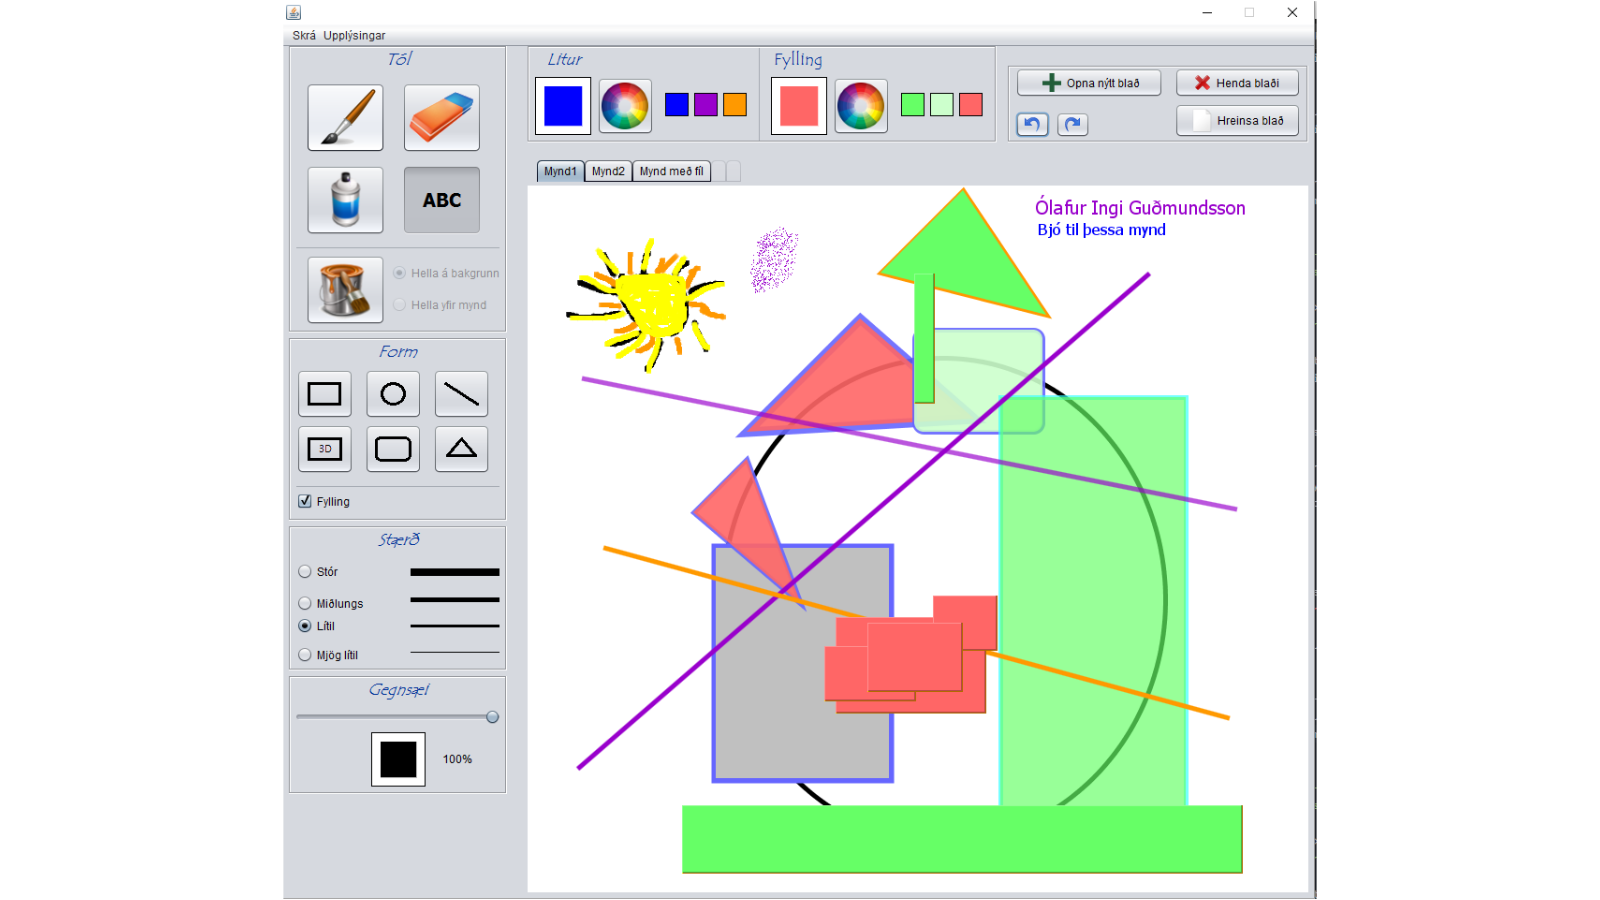 Skrá Upplýsingar
Tól
Litur
Fylling
Opna nýtt blað
Henda blaði
Hreinsa blað
ABC
Mynd1
Mynd2
Mynd með fíl
Ólafur Ingi Guðmundsson
Bjó til þessa mynd
Hella á bakgrunn
Hella yfir mynd
Form
3D
Fylling
Stærð
Stór
Miðlungs
Lítil
Mjög lítil
Gegnsæi
100%